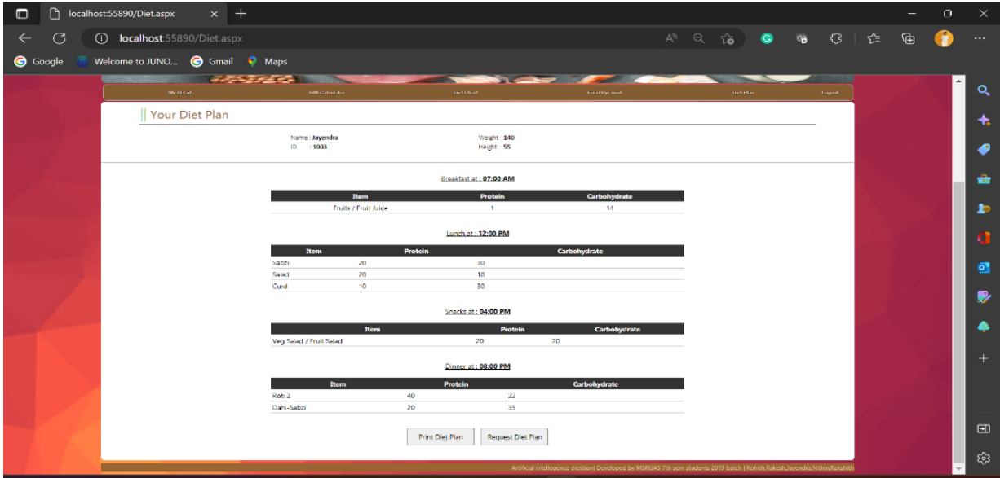 localhost:55890/Diet.aspx
localhost:55890/Diet.aspx
Google Welcome to JUNO... Gmail Maps
My Details BMI Calculator Diet Chart Food Pyramid Diet Plan Logout
Your Diet Plan
Name : Jayendra Weight : 140
ID : 1003 Height : 55
Breakfast at : 07:00 AM
Item Protein Carbohydrate
Fruits / Fruit Juice 1 14
Lunch at : 12:00 PM
Item Protein Carbohydrate
Sabzi 20 30
Salad 20 10
Curd 10 30
Snacks at : 04:00 PM
Item Protein Carbohydrate
Veg Salad / Fruit Salad 20 20
Dinner at : 08:00 PM
Item Protein Carbohydrate
Roti 2 40 22
Dahi-Sabzi 20 35
Print Diet Plan Request Diet Plan
Artificial intellegence dietitian| Developed by MSRUAS 7th sem students 2019 batch | Rohith,Rakesh,Jayendra,Nithin,Rakshith